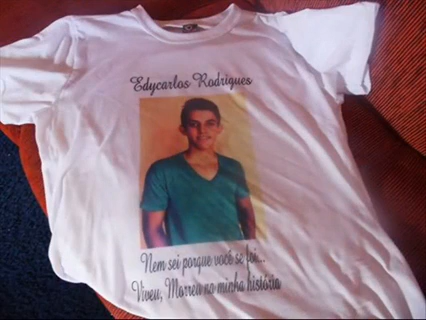 Edycarlos Rodrigues
Nem sei porque você se foi...
Viveu, Morreu na minha história